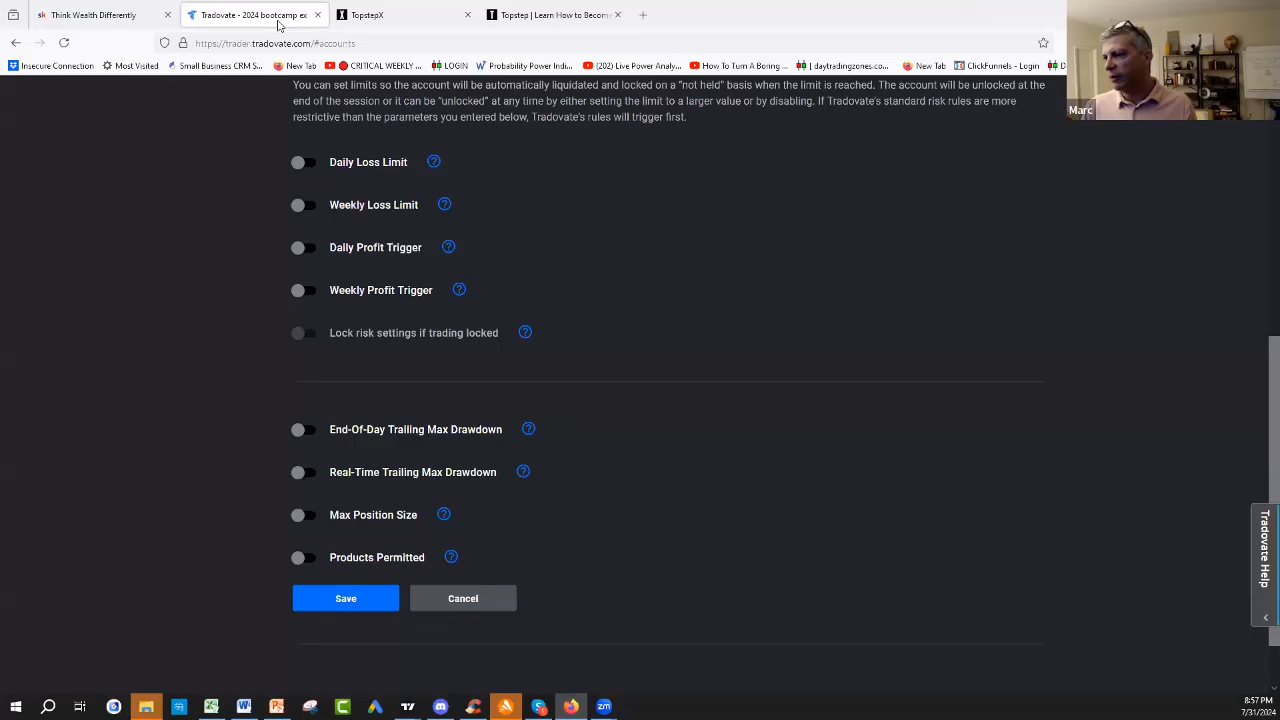 Think Wealth Differently
Tradovate - 2024 bootcamp ex
TopstepX
Topstep | Learn How to Become
https://trader.tradovate.com/#accounts
Insecure Connection
Most Visited
Small Business CRM S...
New Tab
CRITICAL WEEKLY ...
LOGIN
Probability Power Indi...
(202) Live Power Analy...
How To Turn A Boring ...
| daytradingzones.co...
New Tab
ClickFunnels - Login
Marc
You can set limits so the account will be automatically liquidated and locked on a "not held" basis when the limit is reached. The account will be unlocked at
end of the session or it can be "unlocked" at any time by either setting the limit to a larger value or by disabling. If Tradovate's standard risk rules are more
restrictive than the parameters you entered below, Tradovate's rules will trigger first.
Daily Loss Limit
Weekly Loss Limit
Daily Profit Trigger
Weekly Profit Trigger
Lock risk settings if trading locked
End-Of-Day Trailing Max Drawdown
Real-Time Trailing Max Drawdown
Max Position Size
Products Permitted
Save
Cancel
Tradovate Help
8:57 PM
7/31/2024